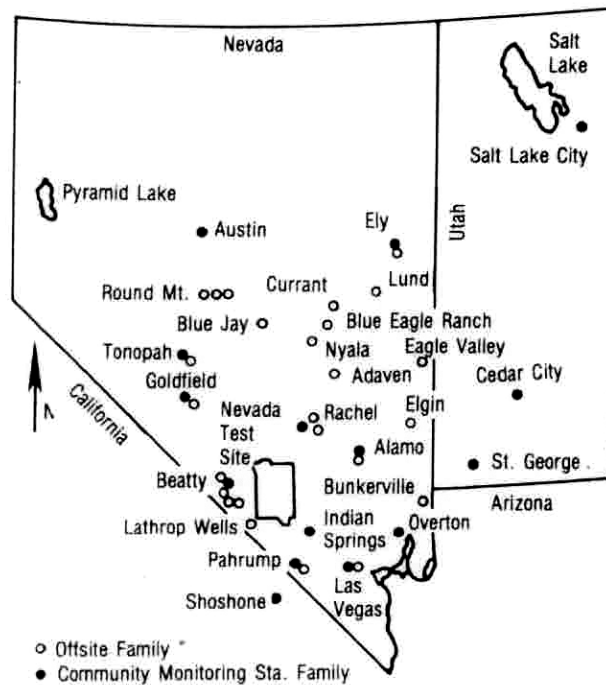 Nevada
Salt
Lake
Salt Lake City
Pyramid Lake
Utah
Austin
Ely
Lund
Currant
Round Mt.
Blue Jay
Blue Eagle Ranch
Nyala
Eagle Valley
Tonopah
Adaven
Cedar City
Goldfield
California
N
Nevada
Test
Site
Rachel
Elgin
Alamo
St. George
Beatty
Bunkerville
Arizona
Lathrop Wells
Indian
Springs
Overton
Pahrump
Las
Vegas
Shoshone
Offsite Family
Community Monitoring Sta. Family